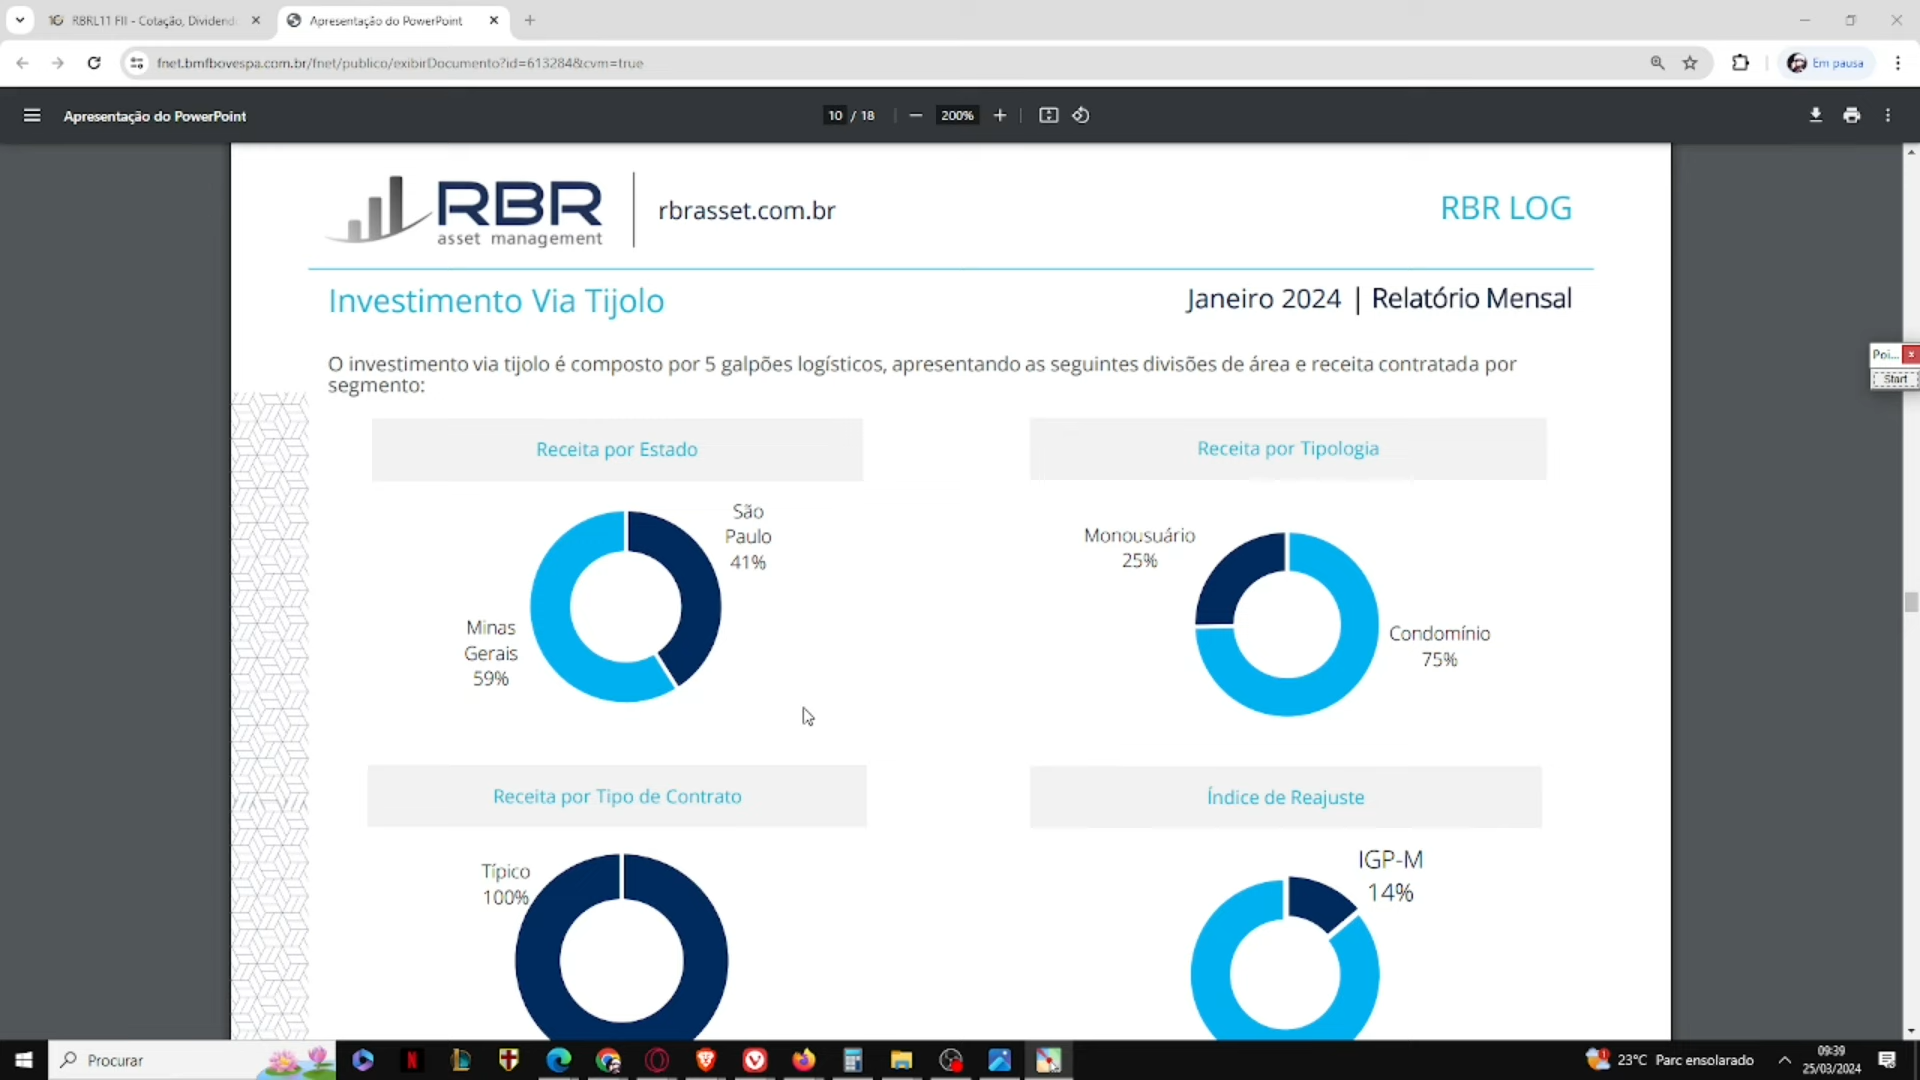 RBRL11 FII - Cotação, Dividend
Apresentação do PowerPoint
fnet.bmfbovespa.com.br/fnet/publico/exibirDocumento?id=613284&cvm=true
Em pausa
Apresentação do PowerPoint
10 / 18
200%
RBR
asset management
rbrasset.com.br
RBR LOG
Investimento Via Tijolo
Janeiro 2024 | Relatório Mensal
O investimento via tijolo é composto por 5 galpões logísticos, apresentando as seguintes divisões de área e receita contratada por
segmento:
Poi...
Start
Receita por Estado
São
Paulo
41%
Minas
Gerais
59%
Receita por Tipologia
Monousuário
25%
Condomínio
75%
Receita por Tipo de Contrato
Típico
100%
Índice de Reajuste
IGP-M
14%
Procurar
23°C Parc ensolarado
09:39
25/03/2024